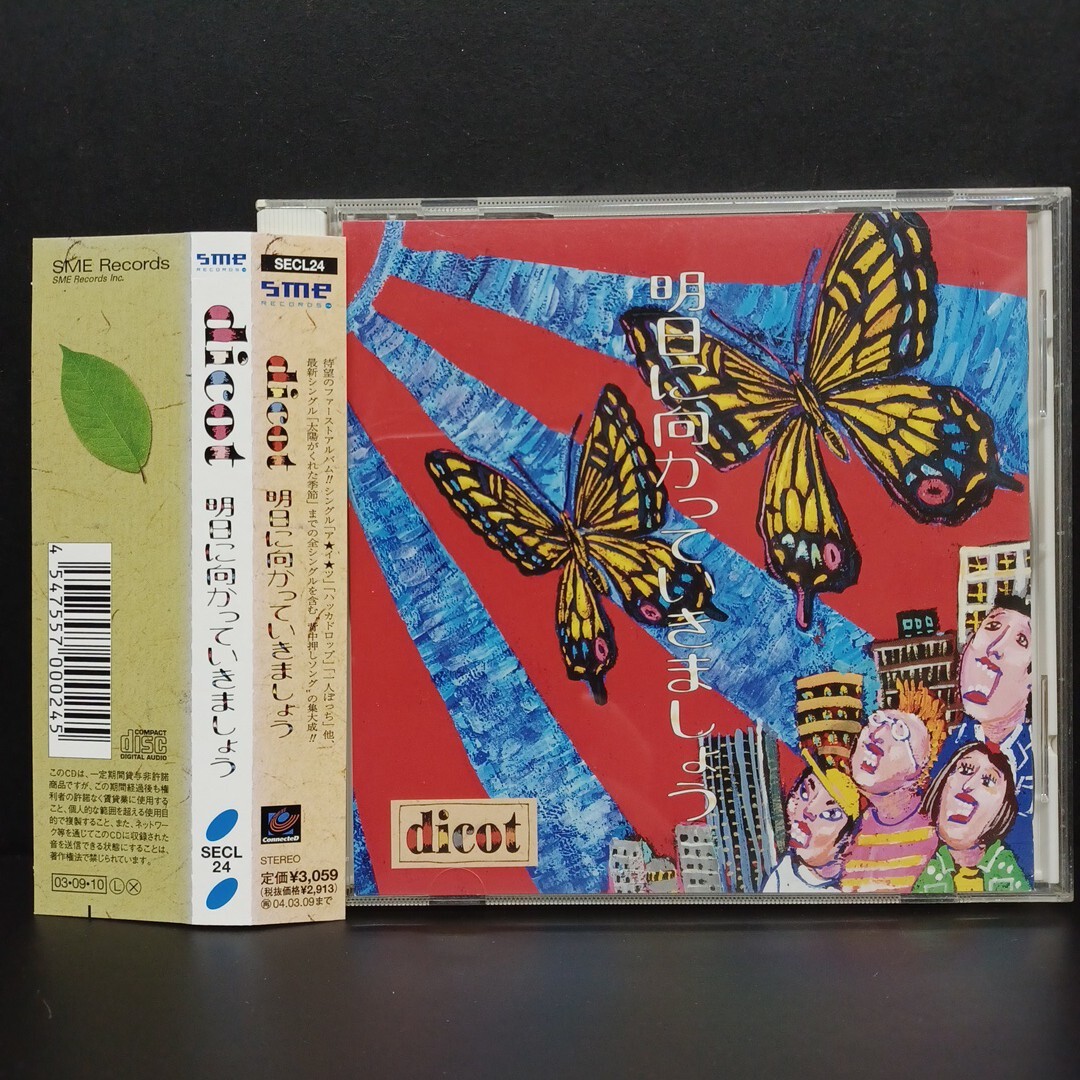 SME Records
SME Records Inc.
4 547557 000245
COMPACT
disc
DIGITAL AUDIO
このCDは、一定期間貸与非許諾
商品ですが、この期間経過後も権
利者の許諾なく賃貸業に使用する
こと、個人的な範囲を超える使用目
的で複製すること、また、ネットワー
ク等を通じてこのCDに収録された
音を送信できる状態にすることは、
著作権法で禁じられています。
03・09・10 Ⓛ
sme
RECORDS
dicot
明日に向かっていきましょう
SECL
24
SECL24
sme
RECORDS
dicot
明日に向かっていきましょう
待望のファーストアルバム!!シングル「ア★イ★ツ」「ハッカドロップ」「一人ぼっち」他、
最新シングル「太陽がくれた季節」までの全シングルを含む“背中押しソング”の集大成!!
ConnecteD
STEREO
定価¥3,059
(税抜価格¥2,913)
再 04.03.09まで
明日に向かっていきましょう
dicot